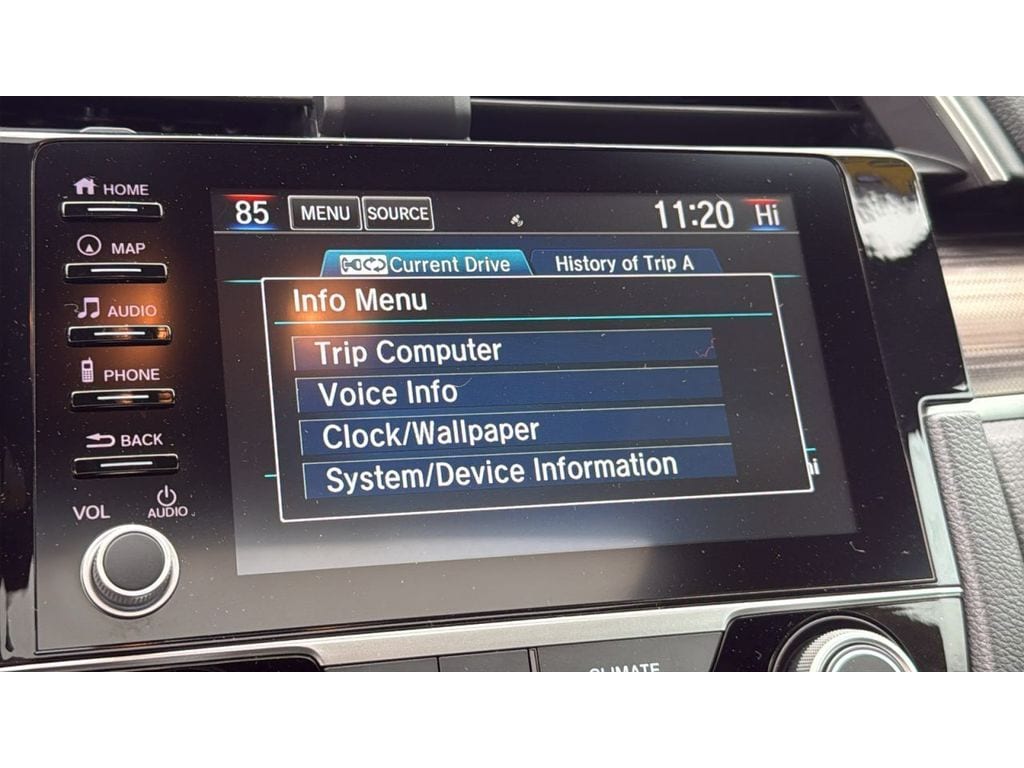 HOME
MAP
AUDIO
PHONE
BACK
VOL
AUDIO
85 MENU SOURCE 11:20 Hi
Current Drive History of Trip A
Info Menu
Trip Computer
Voice Info
Clock/Wallpaper
System/Device Information
CLIMATE